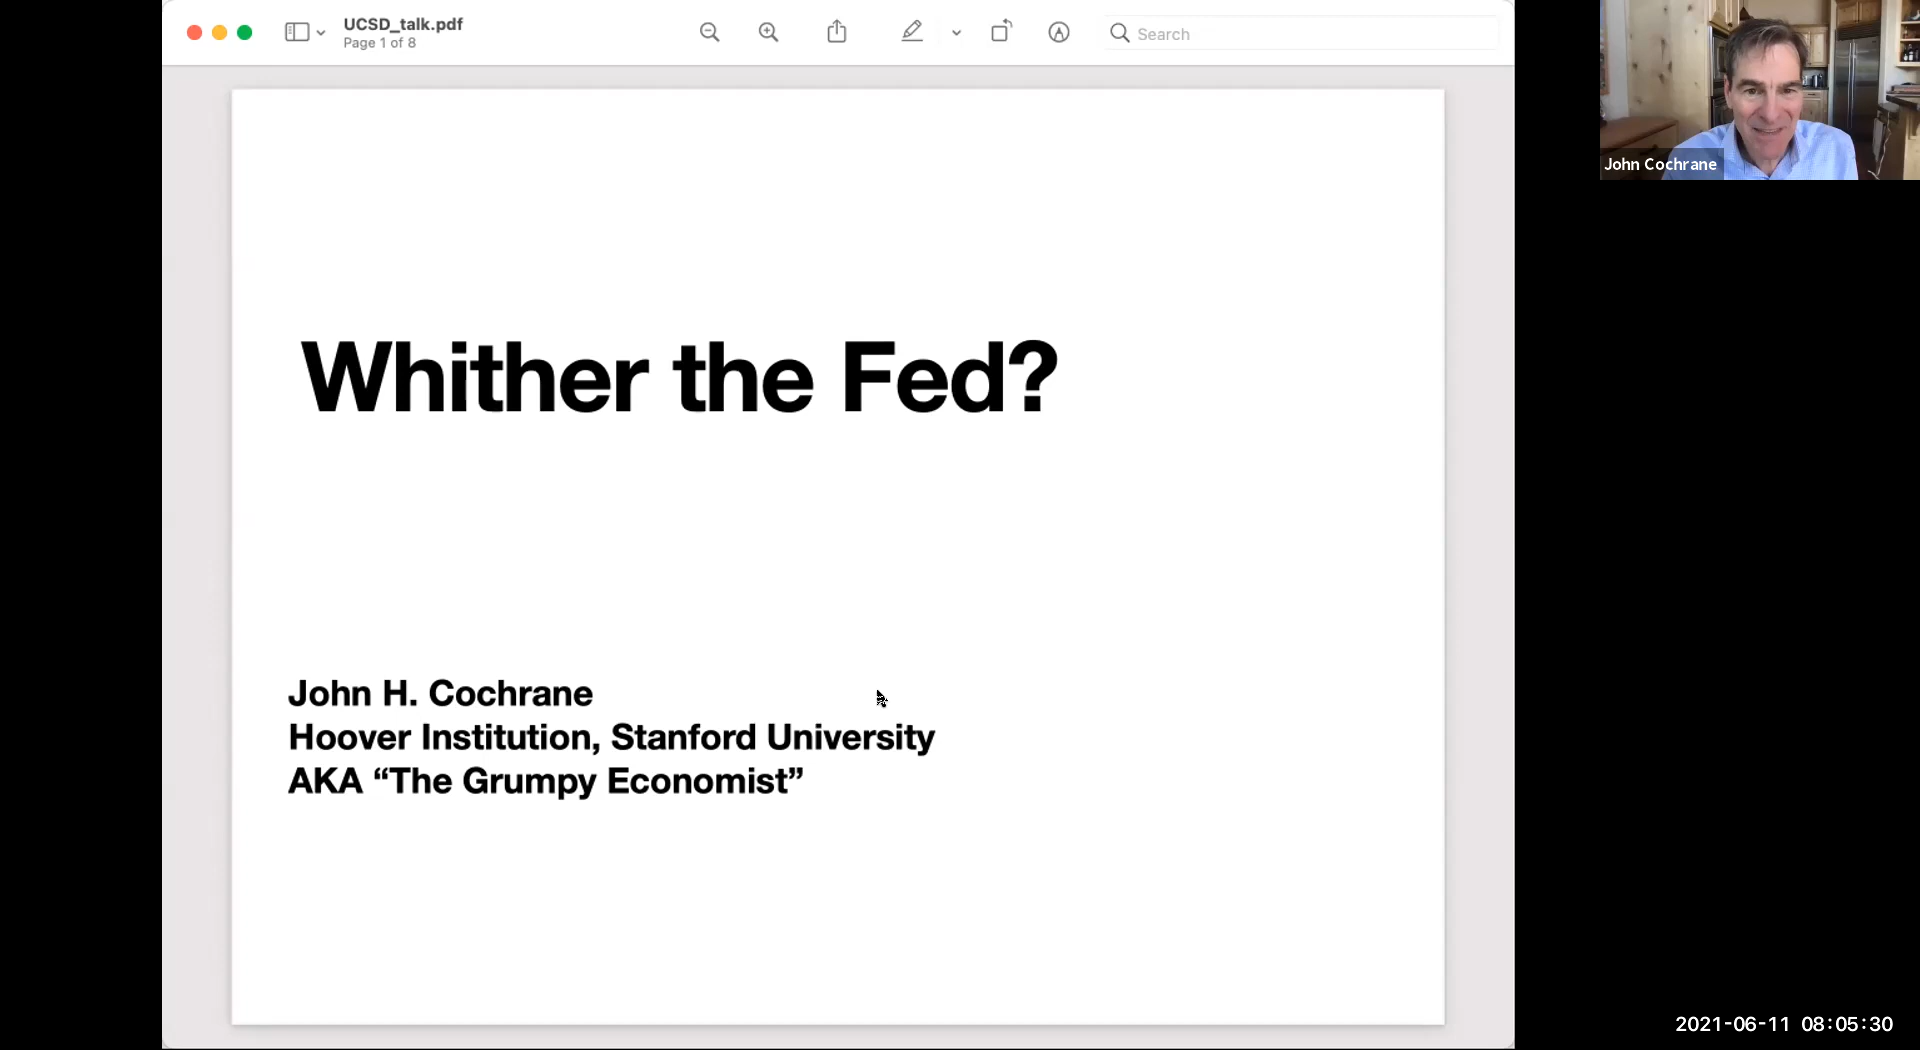 UCSD_talk.pdf
Page 1 of 8
Search
Whither the Fed?
John H. Cochrane
Hoover Institution, Stanford University
AKA “The Grumpy Economist”
John Cochrane
2021-06-11 08:05:30